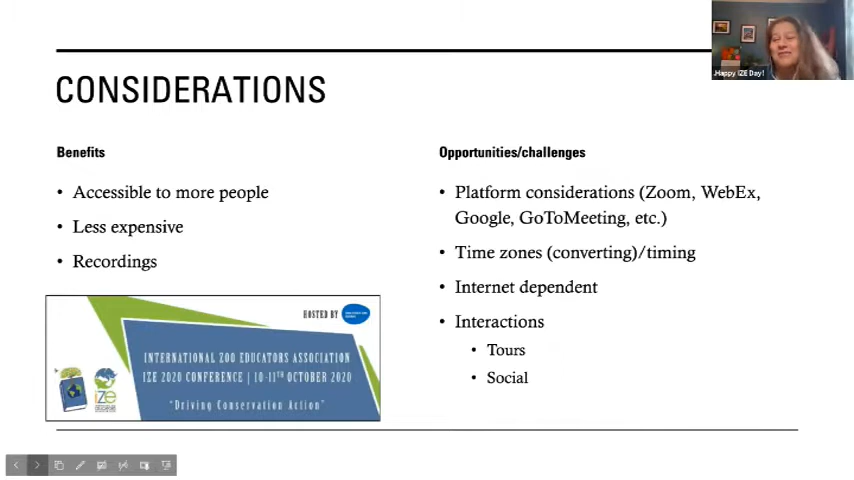 Happy IZE Day!
CONSIDERATIONS
Benefits
• Accessible to more people
• Less expensive
• Recordings
HOSTED BY
INTERNATIONAL ZOO EDUCATORS ASSOCIATION
IZE 2020 CONFERENCE | 10-11TH OCTOBER 2020
"Driving Conservation Action"
ize
Opportunities/challenges
• Platform considerations (Zoom, WebEx,
Google, GoToMeeting, etc.)
• Time zones (converting)/timing
• Internet dependent
• Interactions
• Tours
• Social